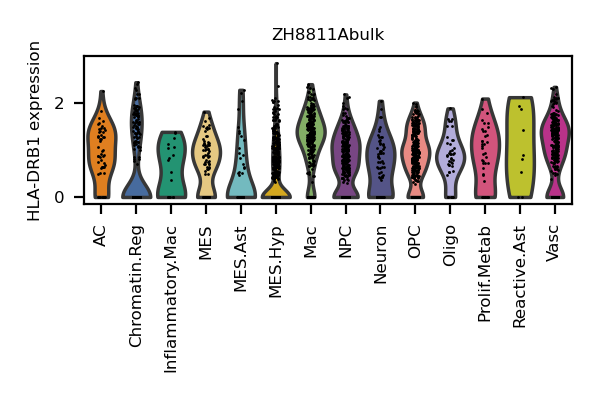 ZH8811Abulk
HLA-DRB1 expression
2
0
AC
Chromatin.Reg
Inflammatory.Mac
MES
MES.Ast
MES.Hyp
Mac
NPC
Neuron
OPC
Oligo
Prolif.Metab
Reactive.Ast
Vasc